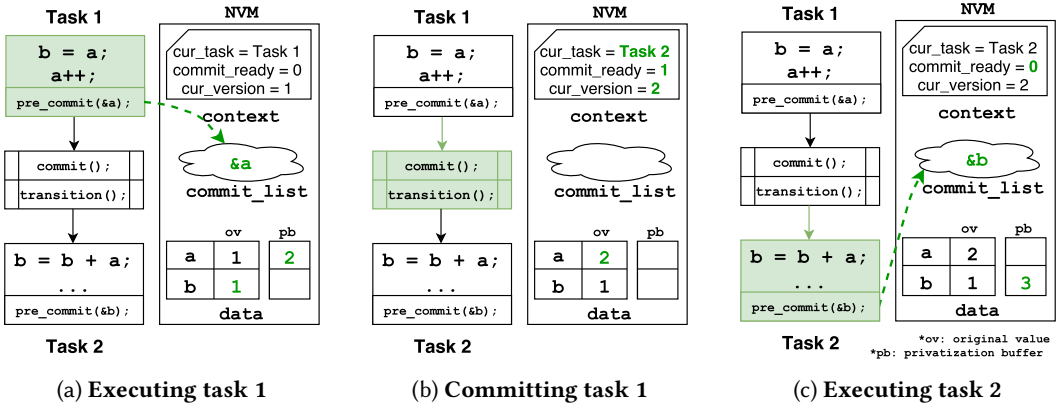 Task 1
NVM
b = a;
a++;
pre_commit(&a);
cur_task = Task 1
commit_ready = 0
cur_version = 1
context
&a
commit_list
commit();
transition();
ov
pb
a 1 2
b 1
data
b = b + a;
...
pre_commit(&b);
Task 2
(a) Executing task 1
Task 1
NVM
b = a;
a++;
pre_commit(&a);
cur_task = Task 2
commit_ready = 1
cur_version = 2
context
commit_list
commit();
transition();
ov
pb
a 2
b 1
data
b = b + a;
...
pre_commit(&b);
Task 2
(b) Committing task 1
Task 1
NVM
b = a;
a++;
pre_commit(&a);
cur_task = Task 2
commit_ready = 0
cur_version = 2
context
&b
commit_list
commit();
transition();
ov
pb
a 2
b 1 3
data
b = b + a;
...
pre_commit(&b);
Task 2
*ov: original value
*pb: privatization buffer
(c) Executing task 2